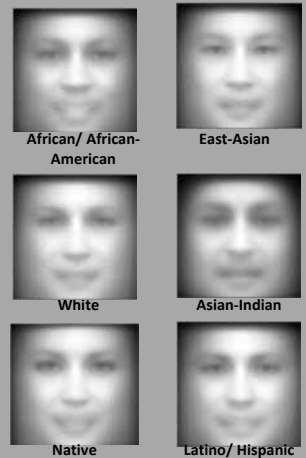 African/ African-
American
East-Asian
White
Asian-Indian
Native
Latino/ Hispanic